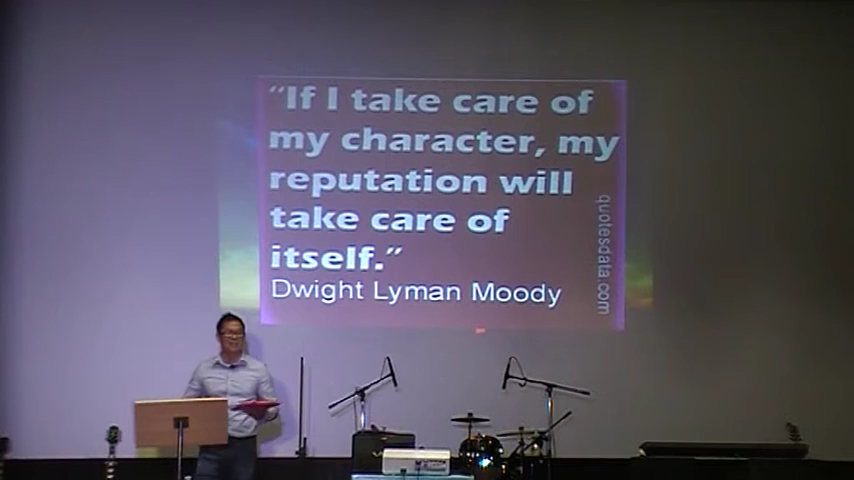 “If I take care of
my character, my
reputation will
take care of
itself.”
Dwight Lyman Moody
quotesdata.com